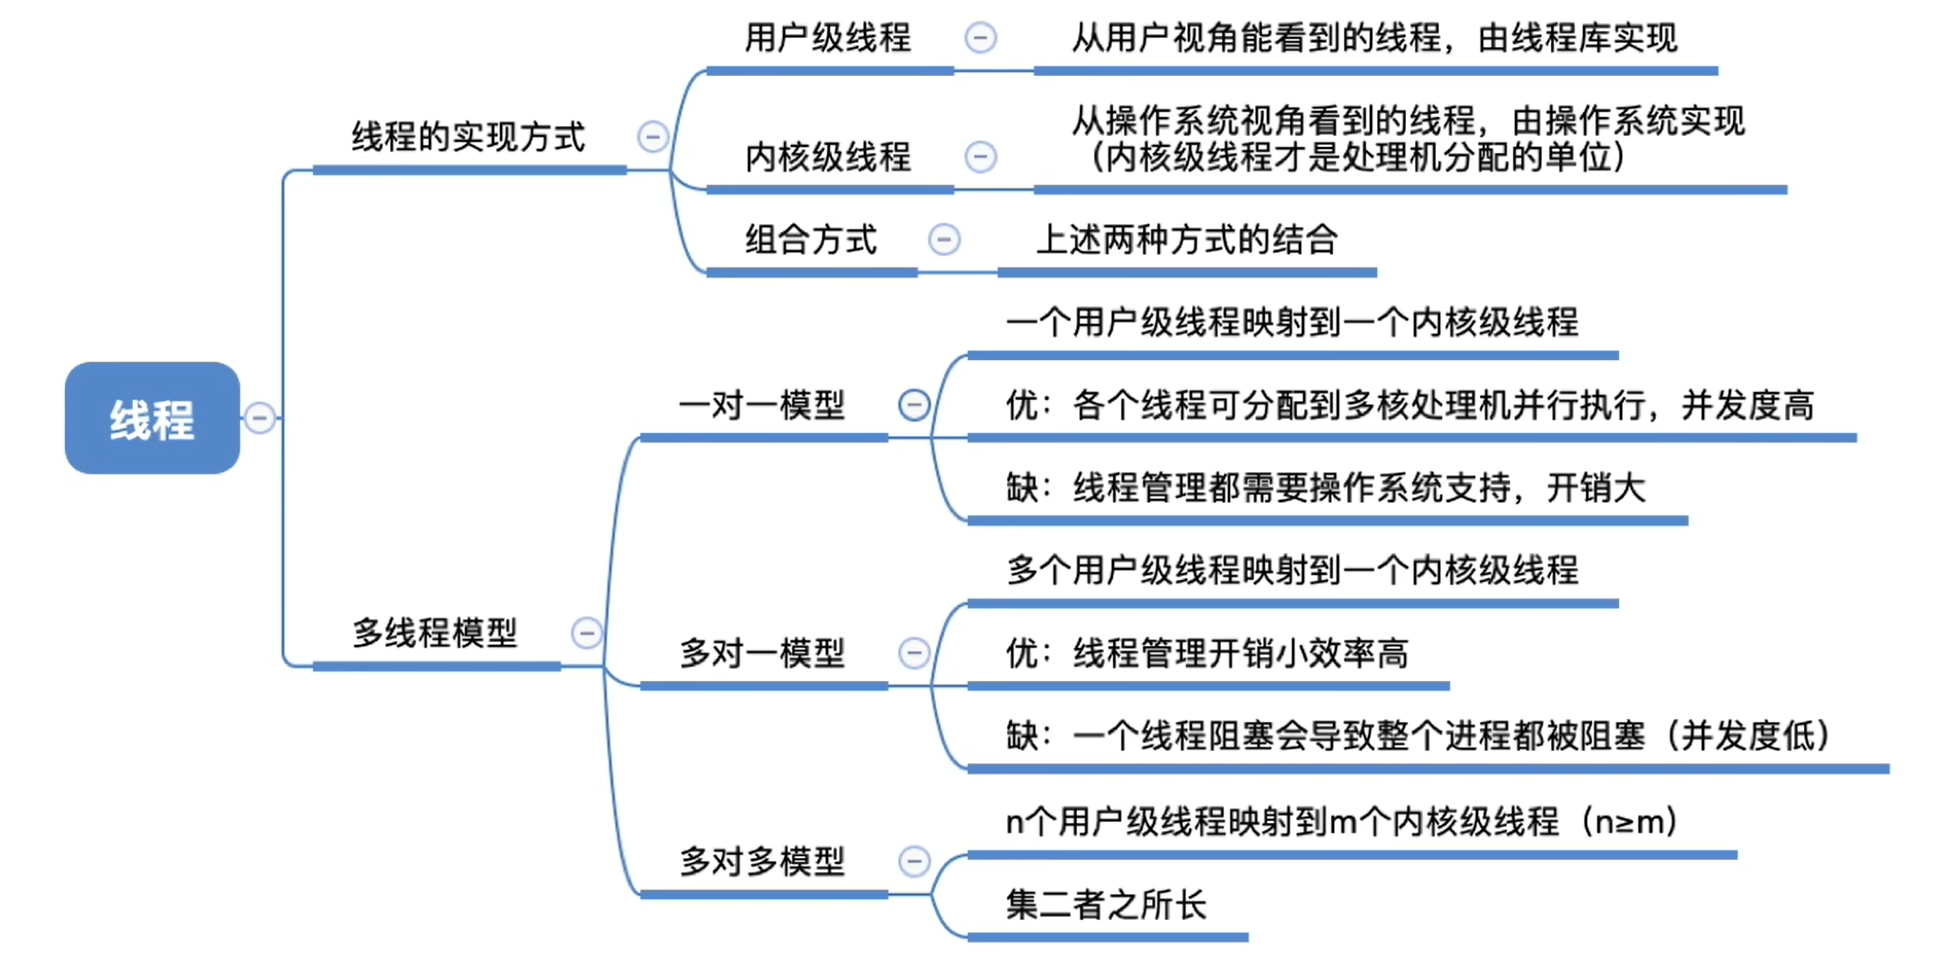 线程
线程的实现方式
用户级线程
从用户视角能看到的线程，由线程库实现
内核级线程
从操作系统视角看到的线程，由操作系统实现
（内核级线程才是处理机分配的单位）
组合方式
上述两种方式的结合
多线程模型
一对一模型
一个用户级线程映射到一个内核级线程
优：各个线程可分配到多核处理机并行执行，并发度高
缺：线程管理都需要操作系统支持，开销大
多对一模型
多个用户级线程映射到一个内核级线程
优：线程管理开销小效率高
缺：一个线程阻塞会导致整个进程都被阻塞（并发度低）
多对多模型
n个用户级线程映射到m个内核级线程（n≥m）
集二者之所长